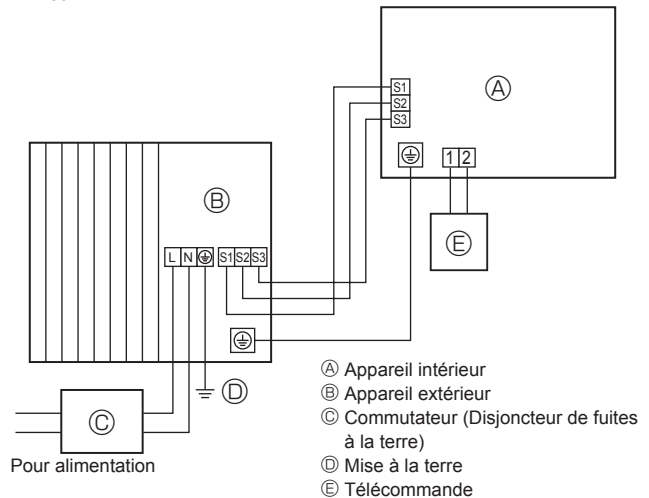 S1
S2
S3
Ⓐ
1 2
Ⓑ
Ⓔ
L N S1 S2 S3
Ⓓ
Ⓒ
Pour alimentation
Ⓐ Appareil intérieur
Ⓑ Appareil extérieur
Ⓒ Commutateur (Disjoncteur de fuites
à la terre)
Ⓓ Mise à la terre
Ⓔ Télécommande